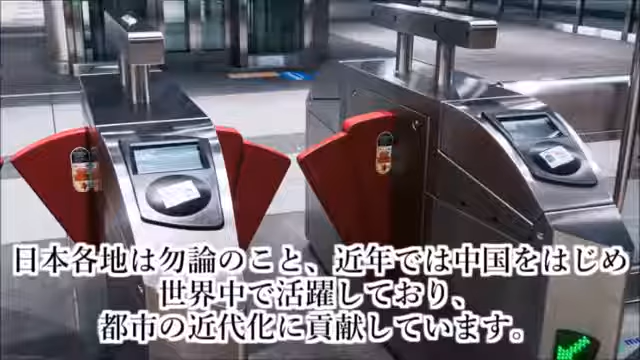 日本各地は勿論のこと、近年では中国をはじめ
世界中で活躍しており、
都市の近代化に貢献しています。